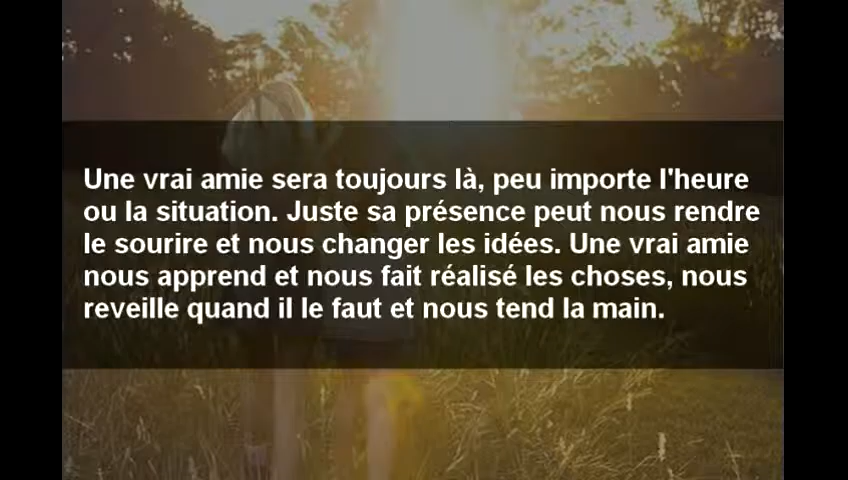 Une vrai amie sera toujours là, peu importe l'heure
ou la situation. Juste sa présence peut nous rendre
le sourire et nous changer les idées. Une vrai amie
nous apprend et nous fait réalisé les choses, nous
reveille quand il le faut et nous tend la main.